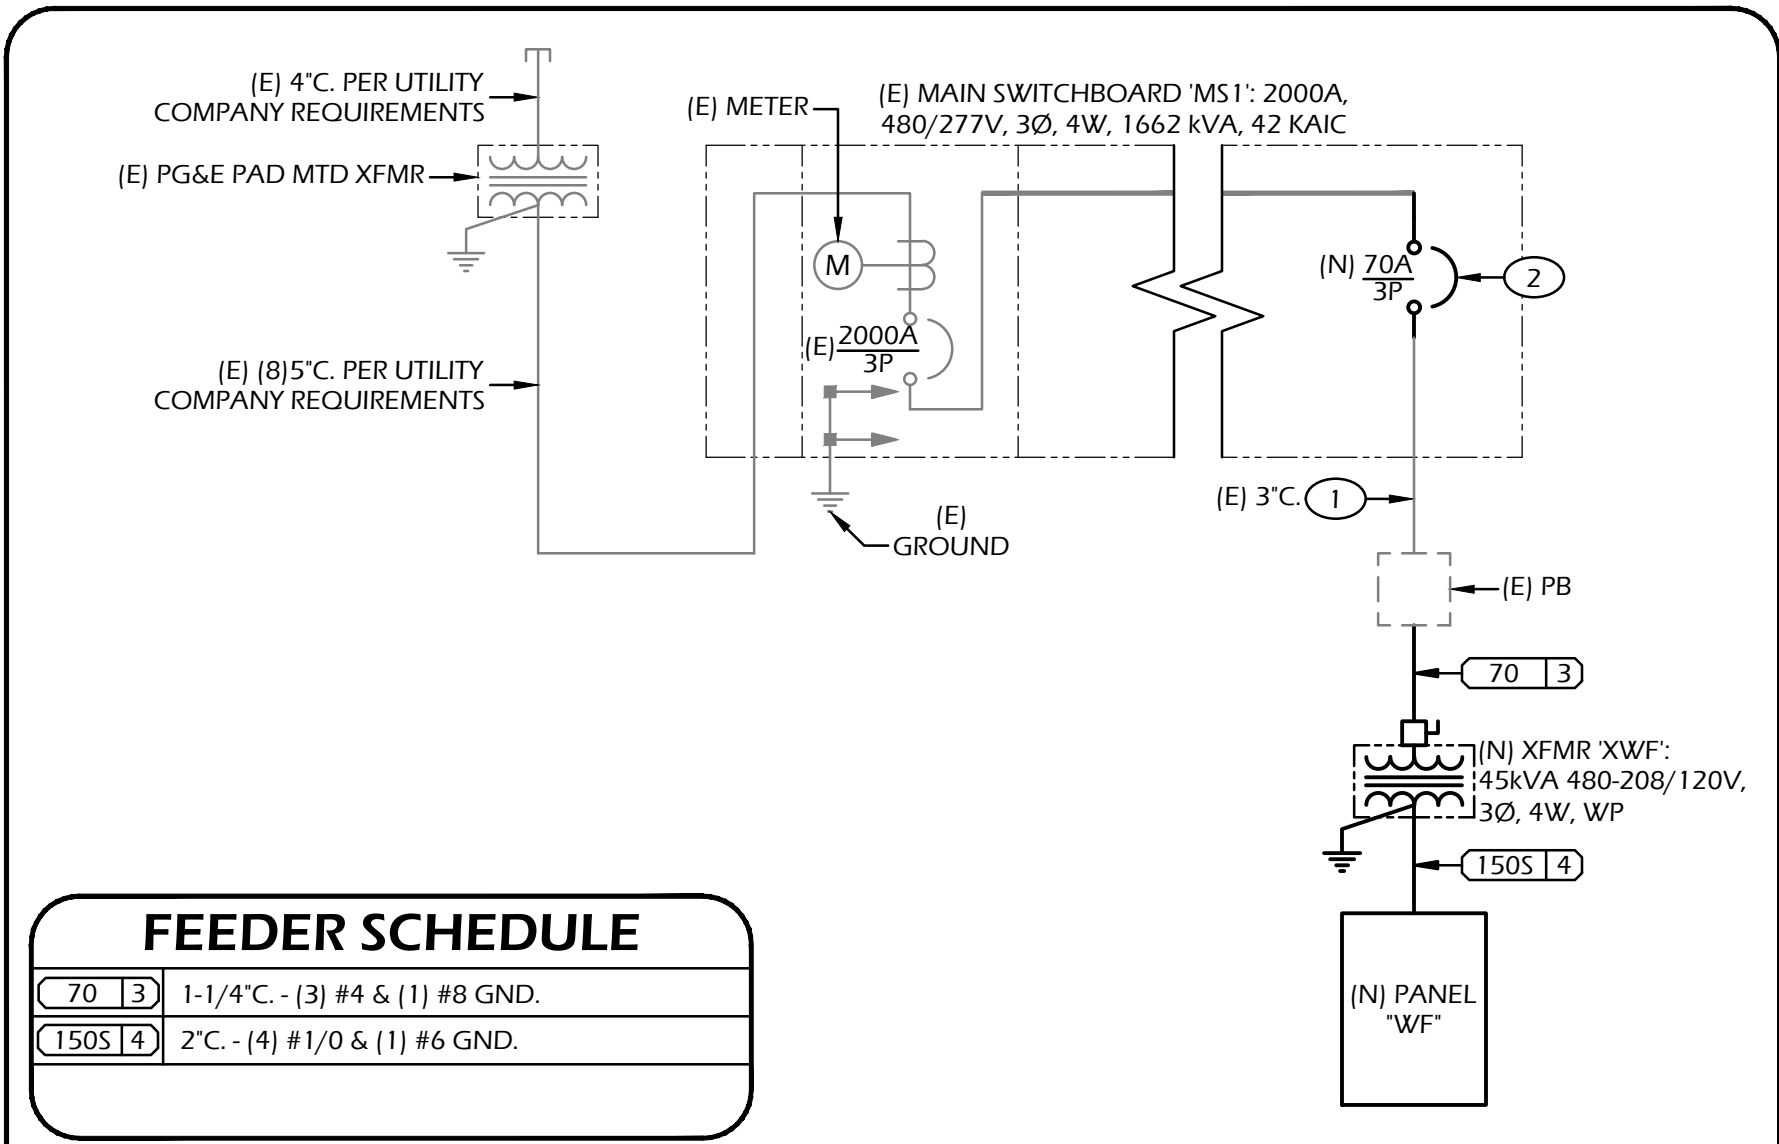 (E) 4"C. PER UTILITY
COMPANY REQUIREMENTS
(E) PG&E PAD MTD XFMR
(E) (8)5"C. PER UTILITY
COMPANY REQUIREMENTS
(E) METER
(E) MAIN SWITCHBOARD 'MS1': 2000A,
480/277V, 3Ø, 4W, 1662 kVA, 42 KAIC
M
(E) 2000A
3P
(E)
GROUND
(N) 70A
3P
2
(E) 3"C. 1
(E) PB
70 3
(N) XFMR 'XWF':
45kVA 480-208/120V,
3Ø, 4W, WP
150S 4
(N) PANEL
"WF"
FEEDER SCHEDULE
70 3 1-1/4"C. - (3) #4 & (1) #8 GND.
150S 4 2"C. - (4) #1/0 & (1) #6 GND.